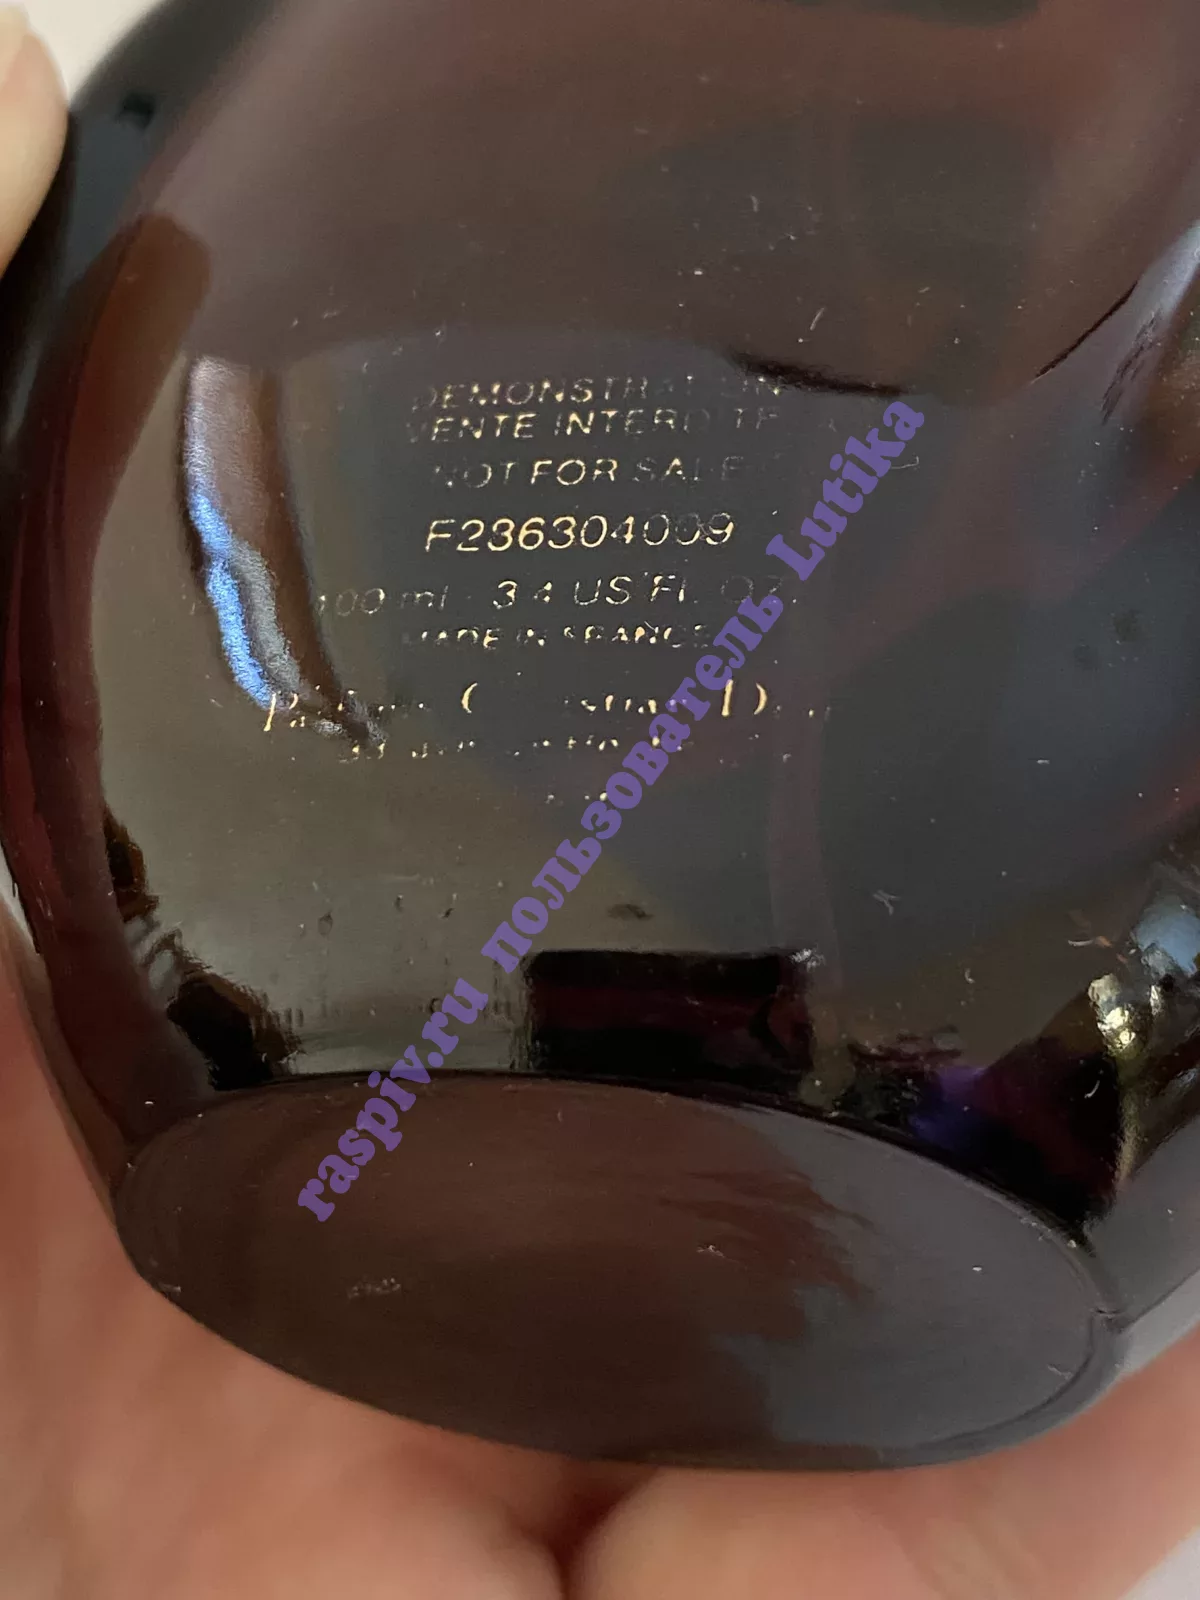 DEMONSTRATION
VENTE INTERDITE
NOT FOR SALE
F236304009
100 ml - 3.4 US FL. OZ.
MADE IN FRANCE
raspiv.ru пользователь Lutika